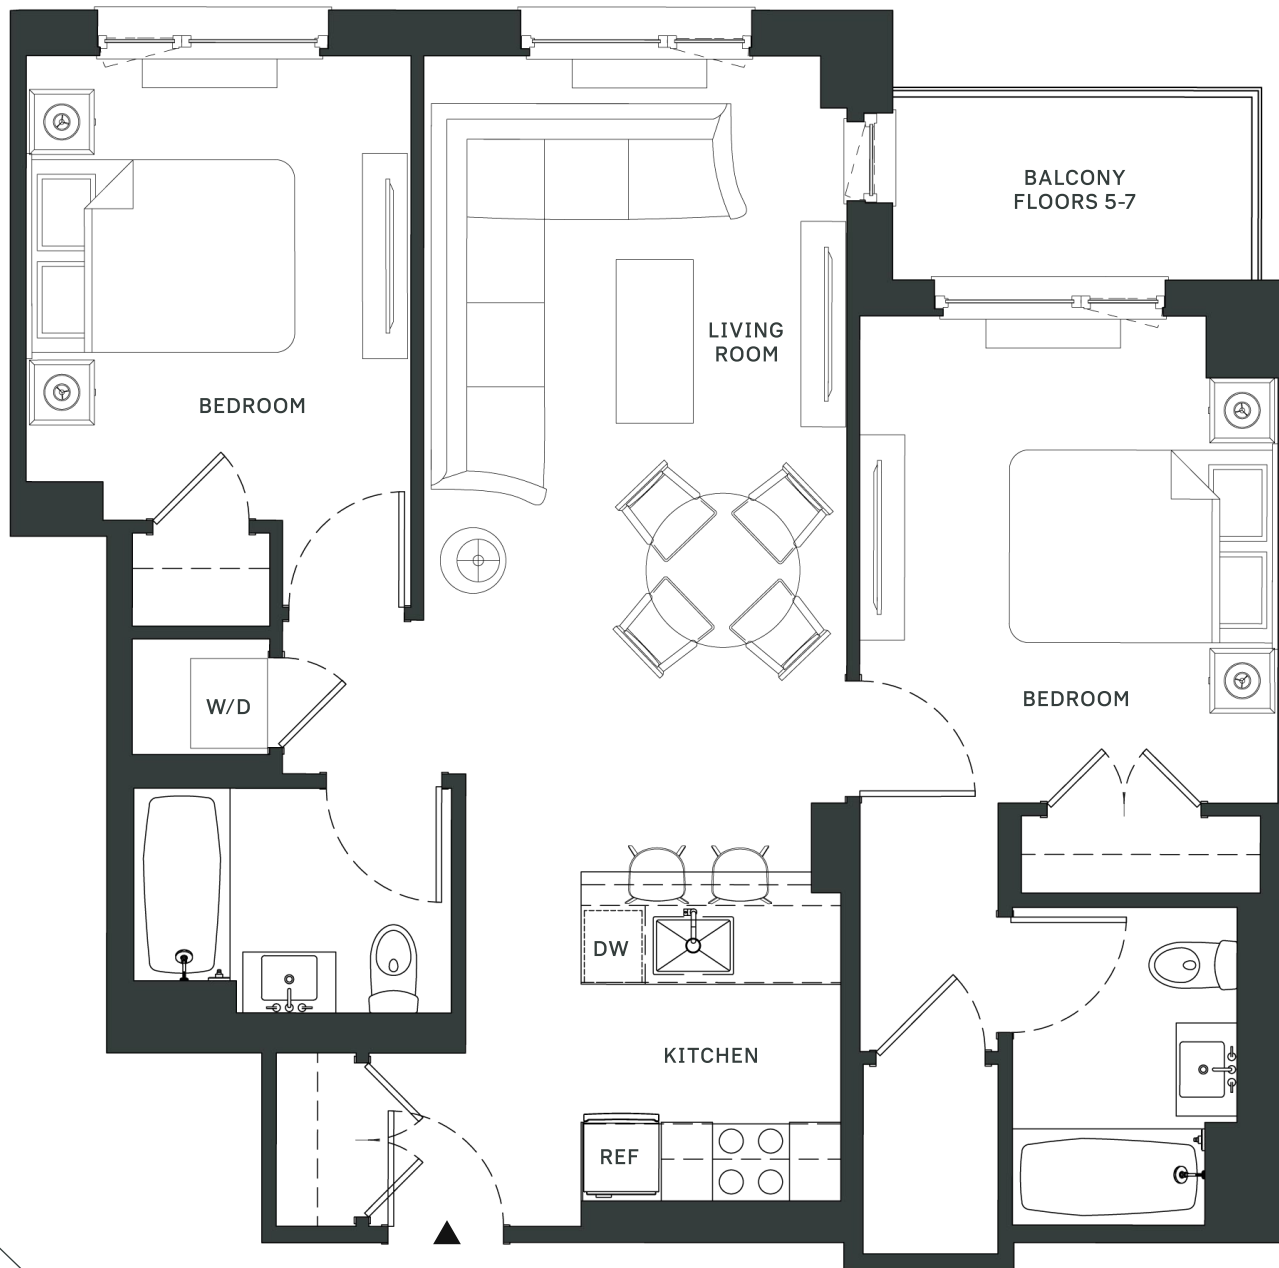 BALCONY
FLOORS 5-7
LIVING
ROOM
BEDROOM
BEDROOM
W/D
DW
KITCHEN
REF